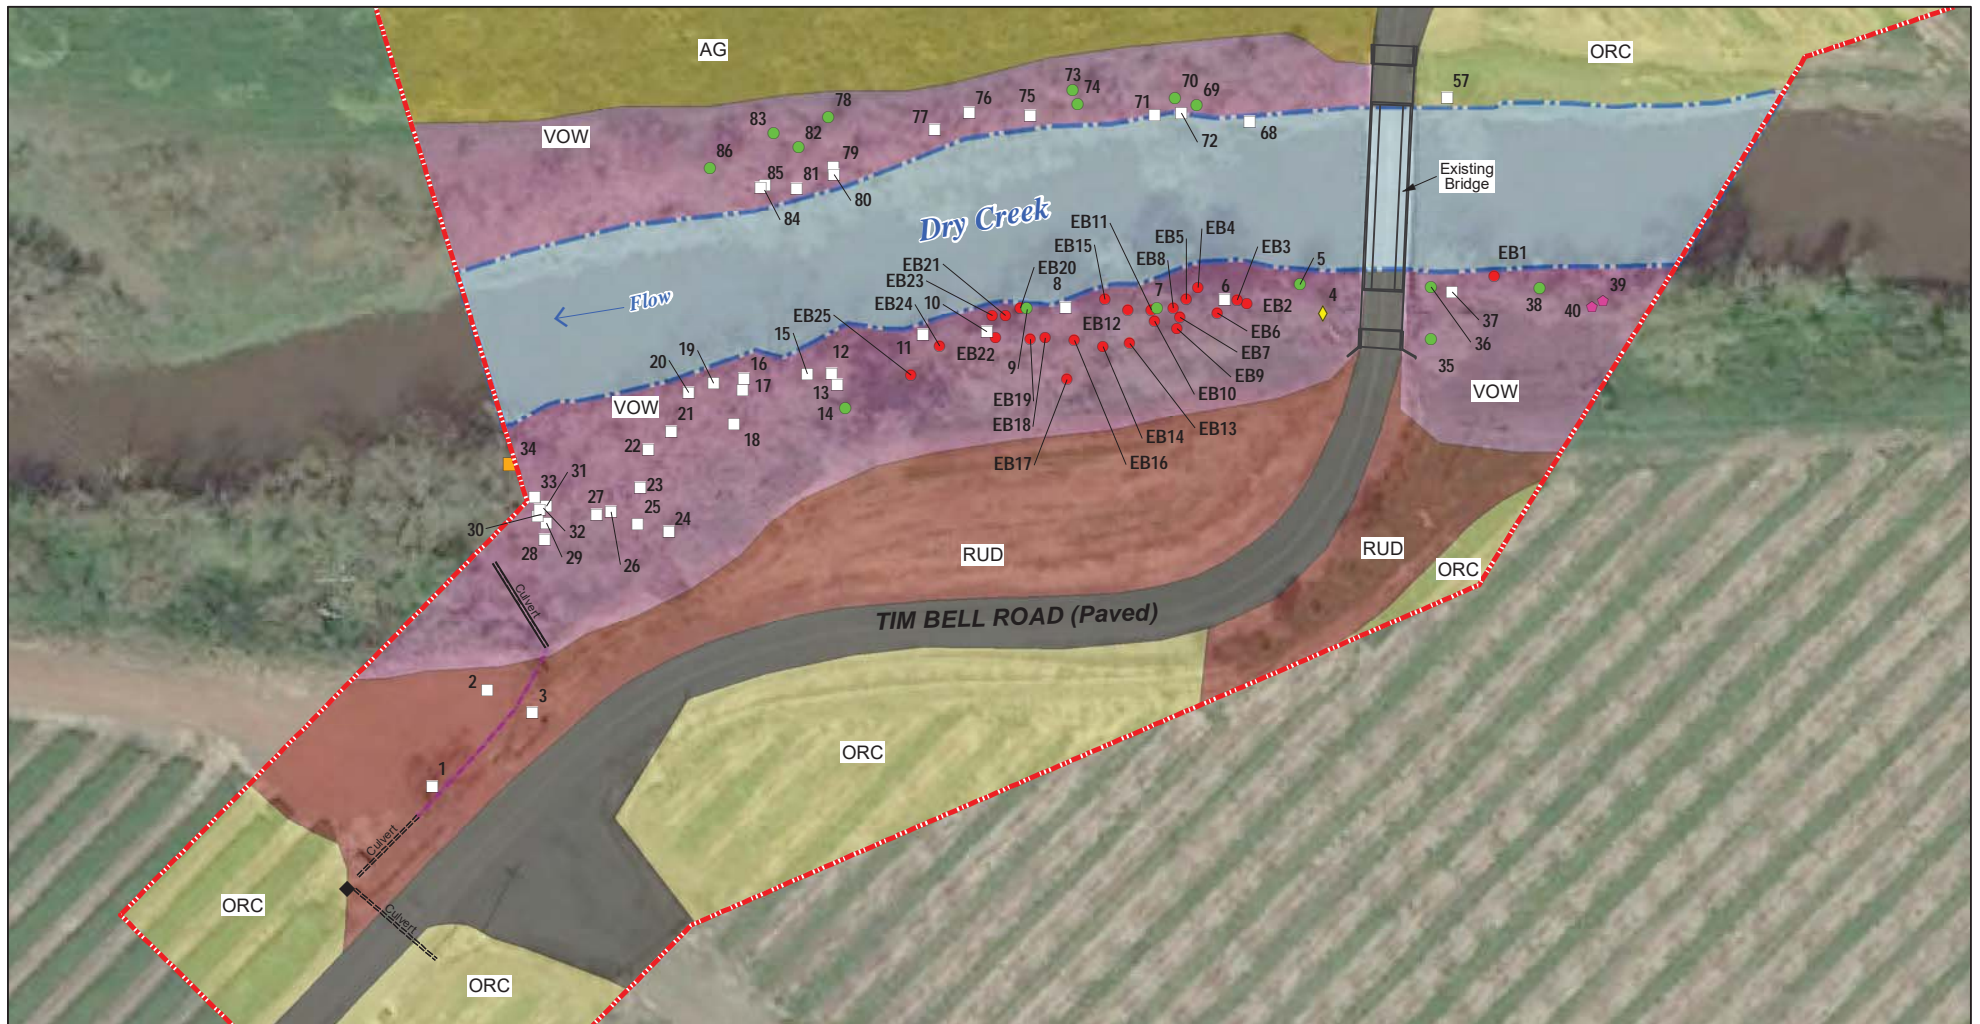 AG
ORC
73
74
70
69
57
78
76
75
71
77
83
82
72
68
VOW
86
79
85
81
80
84
Existing
Bridge
Dry Creek
EB11
EB4
EB15
EB5
EB3
EB1
5
EB21
EB20
EB8
EB23
8
7
6
EB2
4
39
Flow
EB24
10
38
40
37
EB25
EB12
EB6
36
11
EB22
EB7
35
15
12
9
EB9
19
16
20
17
13
EB10
VOW
EB19
VOW
14
21
EB18
EB13
18
EB14
22
EB17
EB16
34
31
33
27
23
25
24
30
32
28
29
26
RUD
RUD
ORC
Culvert
TIM BELL ROAD (Paved)
2
3
ORC
1
Culvert
ORC
Culvert
ORC